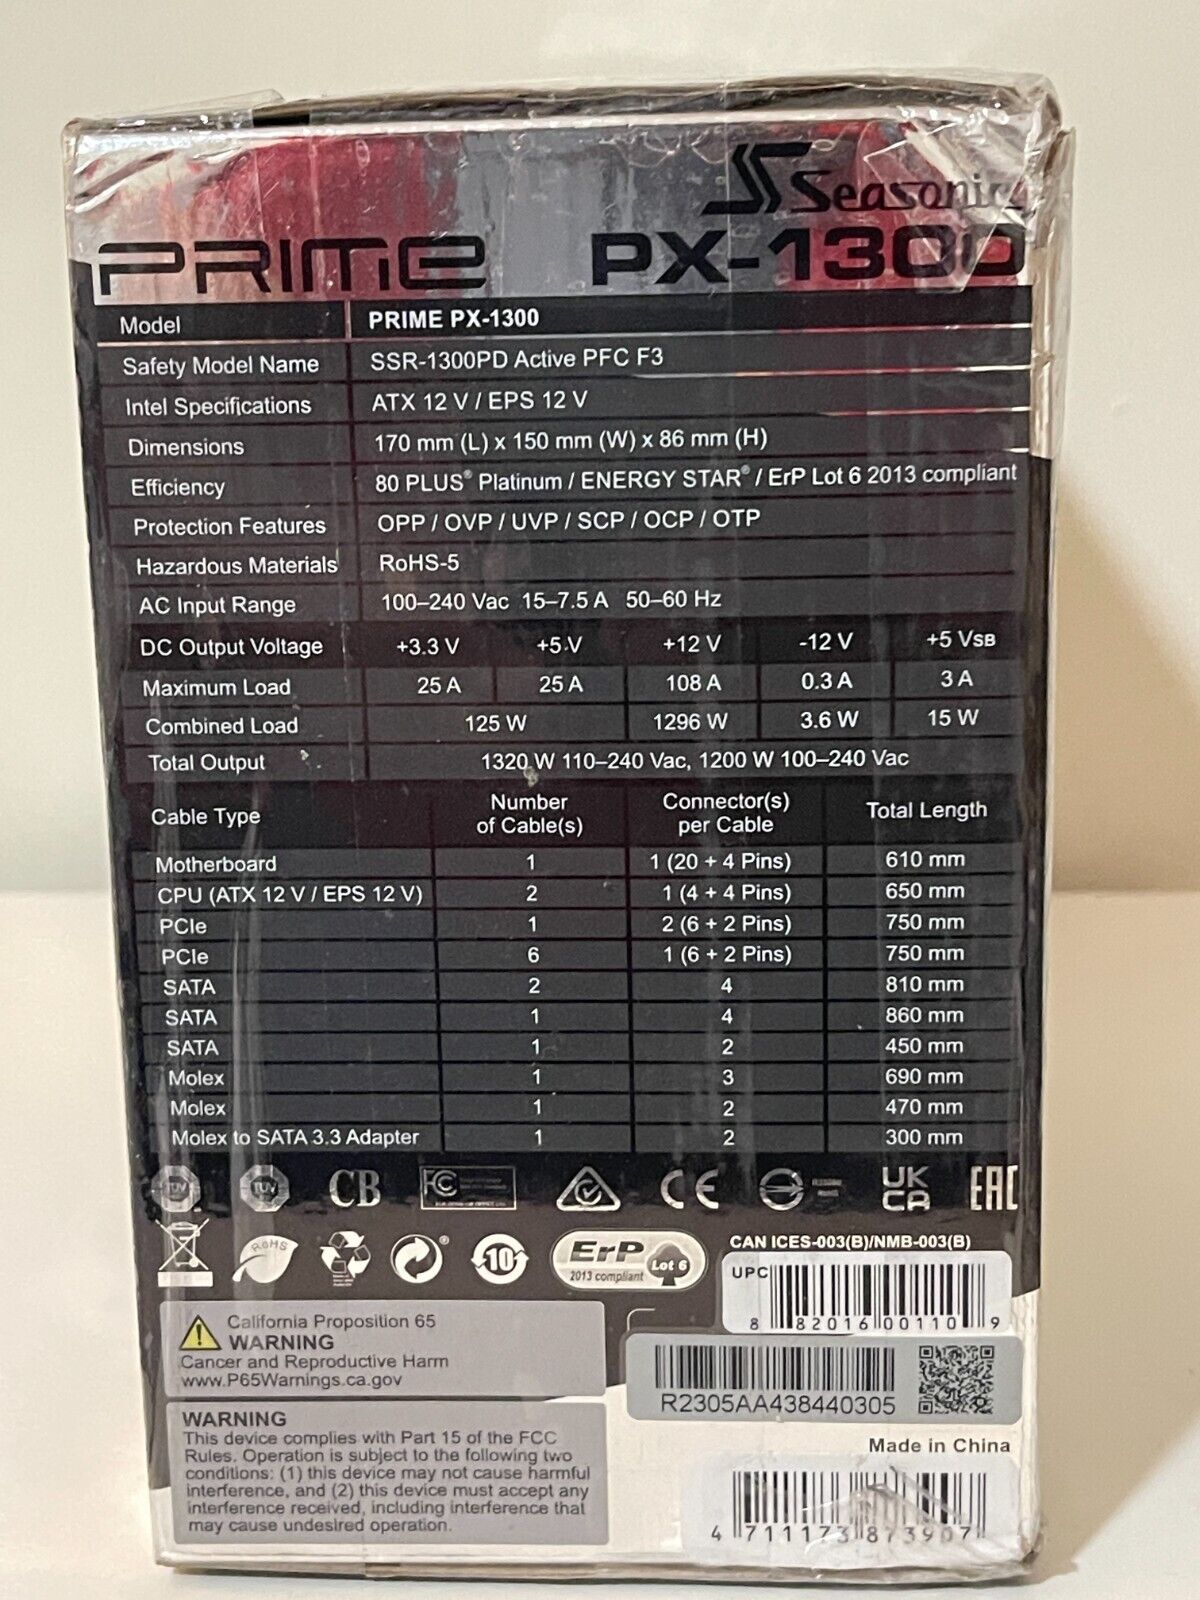 Seasonic
PRIME PX-1300
Model PRIME PX-1300
Safety Model Name SSR-1300PD Active PFC F3
Intel Specifications ATX 12 V / EPS 12 V
Dimensions 170 mm (L) x 150 mm (W) x 86 mm (H)
Efficiency 80 PLUS® Platinum / ENERGY STAR® / ErP Lot 6 2013 compliant
Protection Features OPP / OVP / UVP / SCP / OCP / OTP
Hazardous Materials RoHS-5
AC Input Range 100–240 Vac 15–7.5 A 50–60 Hz
DC Output Voltage +3.3 V +5 V +12 V -12 V +5 VSB
Maximum Load 25 A 25 A 108 A 0.3 A 3 A
Combined Load 125 W 1296 W 3.6 W 15 W
Total Output 1320 W 110–240 Vac, 1200 W 100–240 Vac
Cable Type Number of Cable(s) Connector(s) per Cable Total Length
Motherboard 1 1 (20 + 4 Pins) 610 mm
CPU (ATX 12 V / EPS 12 V) 2 1 (4 + 4 Pins) 650 mm
PCIe 1 2 (6 + 2 Pins) 750 mm
PCIe 6 1 (6 + 2 Pins) 750 mm
SATA 2 4 810 mm
SATA 1 4 860 mm
SATA 1 2 450 mm
Molex 1 3 690 mm
Molex 1 2 470 mm
Molex to SATA 3.3 Adapter 1 2 300 mm
TÜV TÜV CB FCC CE UK CA EAC
RoHS 10 ErP Lot 6 2013 compliant
CAN ICES-003(B)/NMB-003(B)
UPC
8 82016 00110 9
California Proposition 65
WARNING
Cancer and Reproductive Harm
www.P65Warnings.ca.gov
R2305AA438440305
WARNING
This device complies with Part 15 of the FCC
Rules. Operation is subject to the following two
conditions: (1) this device may not cause harmful
interference, and (2) this device must accept any
interference received, including interference that
may cause undesired operation.
Made in China
4 711173 873907